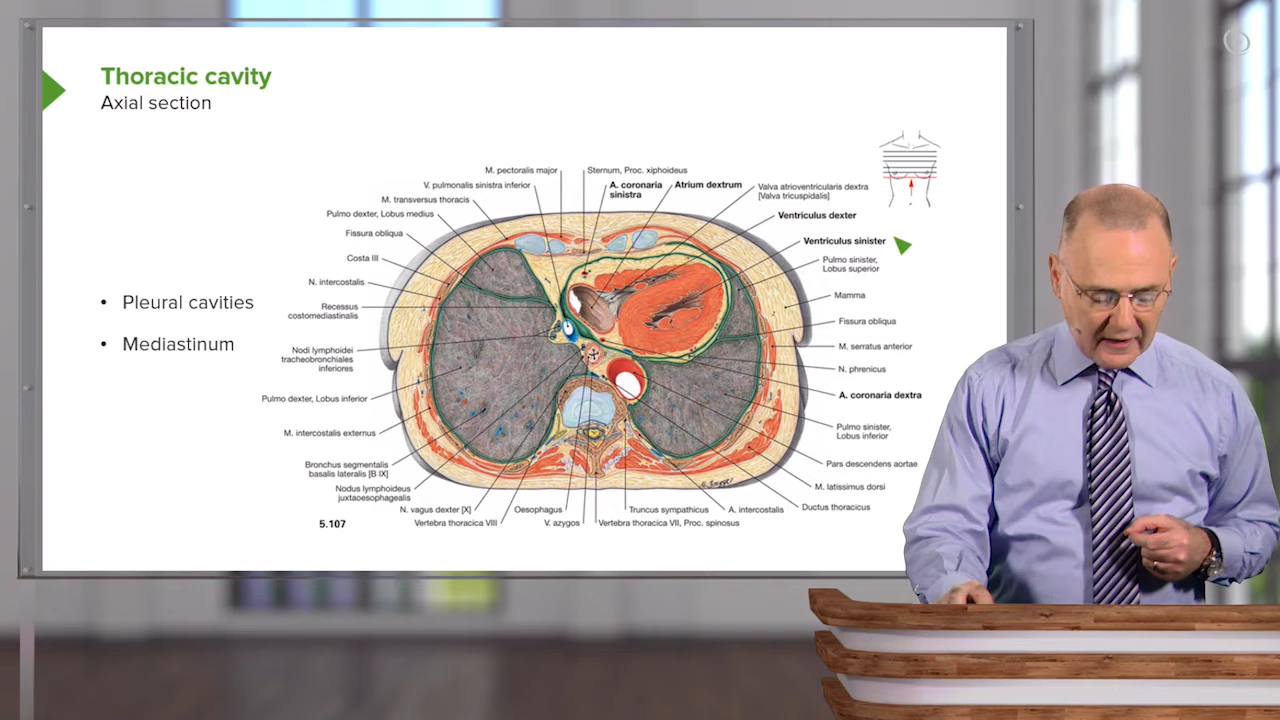 Thoracic cavity
Axial section
• Pleural cavities
• Mediastinum
M. pectoralis major
V. pulmonalis sinistra inferior
M. transversus thoracis
Pulmo dexter, Lobus medius
Fissura obliqua
Costa III
N. intercostalis
Recessus
costomediastinalis
Nodi lymphoidei
tracheobronchiales
inferiores
Pulmo dexter, Lobus inferior
M. intercostalis externus
Bronchus segmentalis
basalis lateralis [B IX]
Nodus lymphoideus
juxtaoesophagealis
N. vagus dexter [X]
Vertebra thoracica VIII
Oesophagus
V. azygos
Sternum, Proc. xiphoideus
A. coronaria
sinistra
Atrium dextrum
Valva atrioventricularis dextra
[Valva tricuspidalis]
Ventriculus dexter
Ventriculus sinister
Pulmo sinister,
Lobus superior
Mamma
Fissura obliqua
M. serratus anterior
N. phrenicus
A. coronaria dextra
Pulmo sinister,
Lobus inferior
Pars descendens aortae
M. latissimus dorsi
Ductus thoracicus
A. intercostalis
Truncus sympathicus
Vertebra thoracica VII, Proc. spinosus
5.107